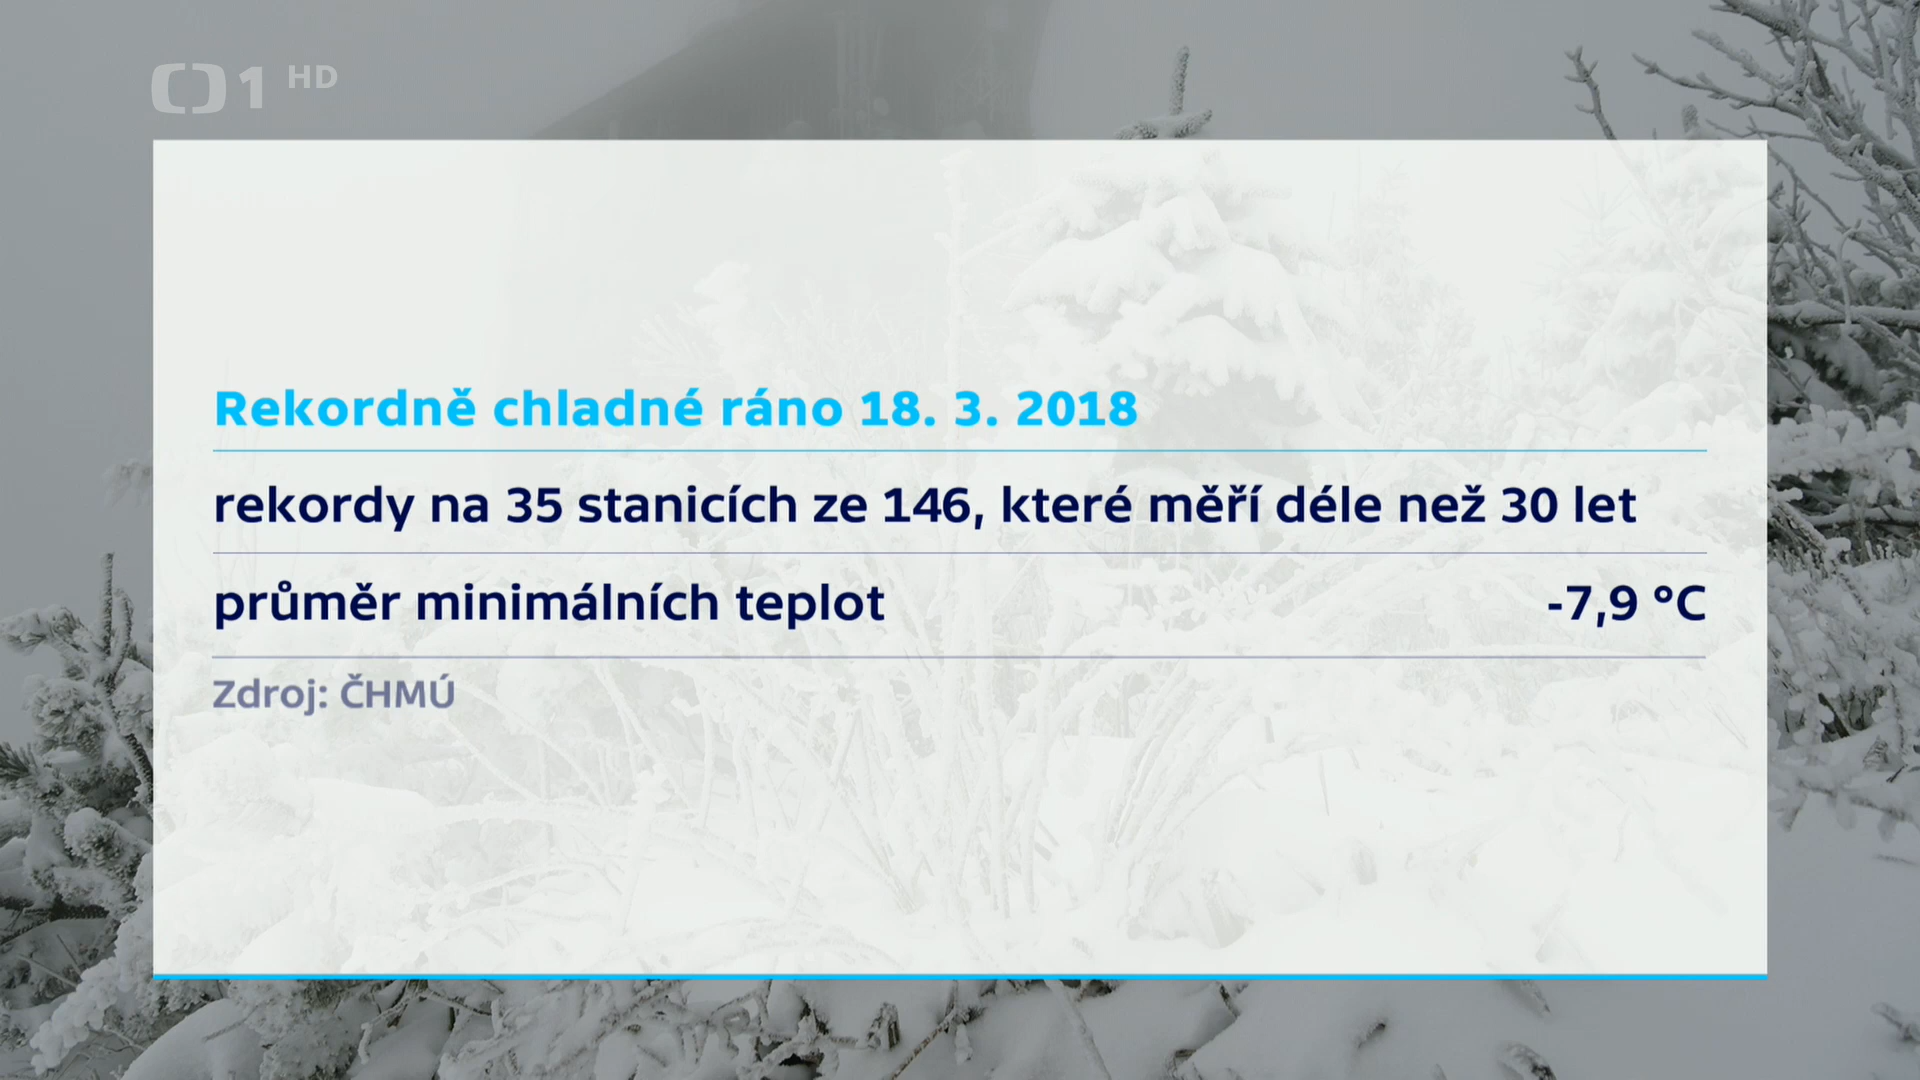 1 HD
Rekordně chladné ráno 18. 3. 2018
rekordy na 35 stanicích ze 146, které měří déle než 30 let
průměr minimálních teplot -7,9 °C
Zdroj: ČHMÚ